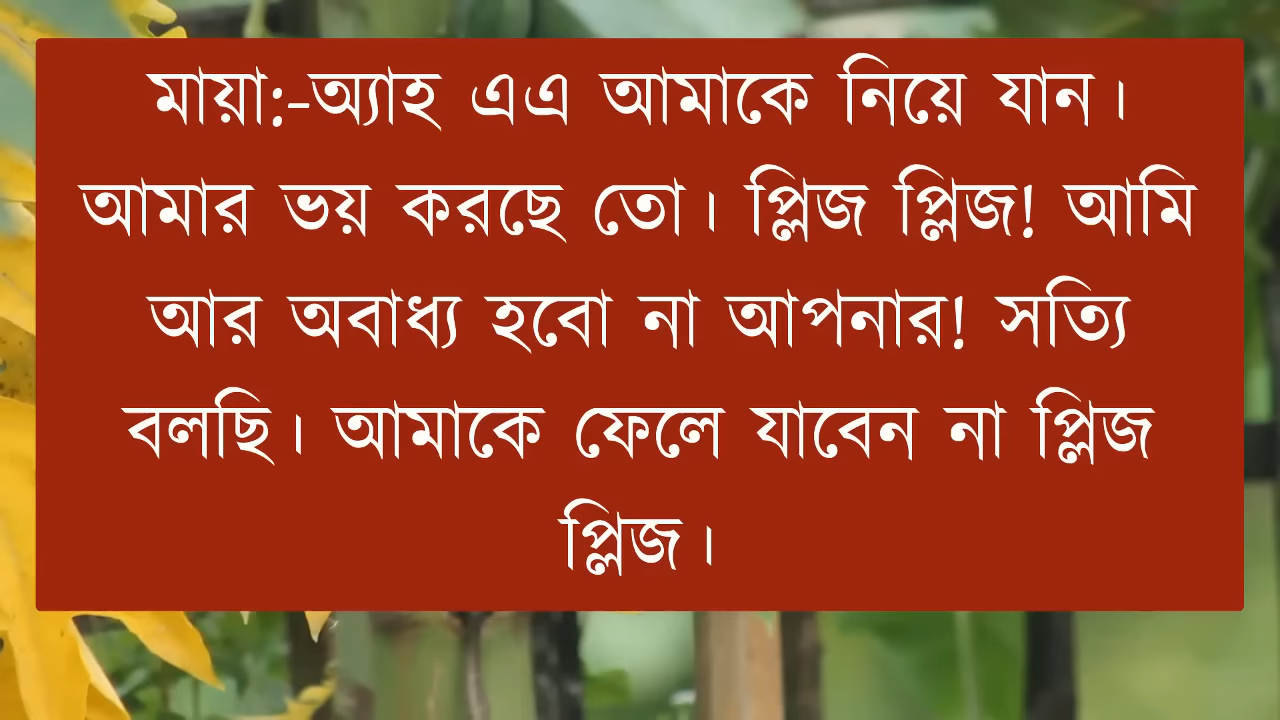 মায়া:-অ্যাহ এএ আমাকে নিয়ে যান।
আমার ভয় করছে তো। প্লিজ প্লিজ! আমি
আর অবাধ্য হবো না আপনার! সত্যি
বলছি। আমাকে ফেলে যাবেন না প্লিজ
প্লিজ।